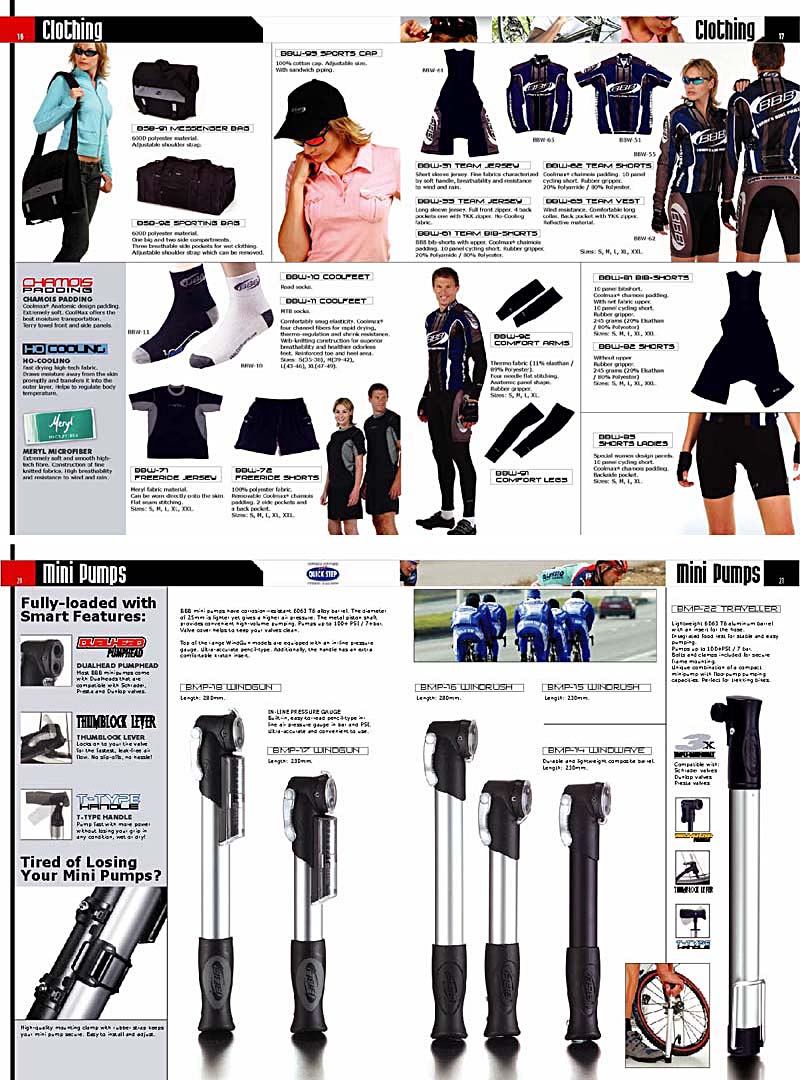 16
Clothing
Clothing
17
BSB-91 MESSENGER BAG
600D polyester material.
Adjustable shoulder strap.
BSB-92 SPORTING BAG
600D polyester material.
One big and two side compartments.
Three breathable side pockets for wet clothing.
Adjustable shoulder strap which can be removed.
BBW-93 SPORTS CAP
100% cotton cap. Adjustable size.
With sandwich piping.
BBW-61
BBW-65
BBW-51
BBW-55
BBW-62
BBW-51 TEAM JERSEY
Short sleeve jersey. Fine fabrics characterized
by soft handle, breathability and resistance
to wind and rain.
BBW-55 TEAM JERSEY
Long sleeve jersey. Full front zipper. 4 back
pockets one with YKK zipper. Ho-Cooling
fabric.
BBW-61 TEAM BIB-SHORTS
BBB bib-shorts with upper. Coolmax® chamois
padding. 10 panel cycling short. Rubber gripper.
20% Polyamide / 80% Polyester.
BBW-62 TEAM SHORTS
Coolmax® chamois padding. 10 panel
cycling short. Rubber gripper.
20% Polyamide / 80% Polyester.
BBW-65 TEAM VEST
Wind resistance. Comfortable long
collar. Back pocket with YKK zipper.
Reflective material.
Sizes: S, M, L, XL, XXL.
CHAMOIS
PADDING
CHAMOIS PADDING
Coolmax® Anatomic design padding.
Extremely soft. CoolMax offers the
best moisture transportation.
Terry towel front and side panels.
HO COOLING
HO-COOLING
Fast drying high-tech fabric.
Draws moisture away from the skin
promptly and transfers it into the
outer layer. Helps to regulate body
temperature.
Meryl
MICROFIBRE
MERYL MICROFIBER
Extremely soft and smooth high-
tech fibre. Construction of fine
knitted fabrics. High breathability
and resistance to wind and rain.
BBW-11
BBW-10
BBW-10 COOLFEET
Road socks.
BBW-11 COOLFEET
MTB socks.
Comfortably snug elasticity. Coolmax®
four channel fibers for rapid drying,
thermo-regulation and shrink resistance.
Web-knitting construction for superior
breathability and healthier odorless
feet. Reinforced toe and heel area.
Sizes: S(35-38), M(39-42),
L(43-46), XL(47-49).
BBW-71
FREERIDE JERSEY
Meryl fabric material.
Can be worn directly onto the skin.
Flat seam stitching.
Sizes: S, M, L, XL, XXL.
BBW-72
FREERIDE SHORTS
100% polyester fabric.
Removable Coolmax® chamois
padding. 2 side pockets and
a back pocket.
Sizes: S, M, L, XL, XXL.
BBW-92
COMFORT ARMS
Thermo fabric (11% elasthan /
89% Polyester).
Four needle flat stitching.
Anatomic panel shape.
Rubber gripper.
Sizes: S, M, L, XL.
BBW-91
COMFORT LEGS
BBW-81 BIB-SHORTS
10 panel bibshort.
Coolmax® chamois padding.
With net fabric upper.
Rubber gripper.
245 grams (20% Elasthan
/ 80% Polyester)
Sizes: S, M, L, XL, XXL.
BBW-82 SHORTS
Without upper
Rubber gripper.
245 grams (20% Elasthan
/ 80% Polyester)
Sizes: S, M, L, XL, XXL.
BBW-85
SHORTS LADIES
Special women design panels.
10 panel cycling short.
Coolmax® chamois padding.
Backside pocket.
Sizes: S, M, L, XL.
20
Mini Pumps
QUICK STEP
Mini Pumps
21
Fully-loaded with
Smart Features:
DUALHEAD
PUMPHEAD
DUALHEAD PUMPHEAD
Most BBB minipumps come
with Dualheads that are
compatible with Schrader,
Presta and Dunlop valves.
THUMBLOCK LEVER
THUMBLOCK LEVER
Locks onto your tire valve
for the fastest, leak-free air
flow. No slip-offs, no hassle!
T-TYPE
HANDLE
T-TYPE HANDLE
Pump fast with more power
without losing your grip in
any condition, wet or dry!
Tired of Losing
Your Mini Pumps?
High-quality mounting clamp with rubber strap keeps
your mini pump secure. Easy to install and adjust.
BBB mini pumps have corrosion-resistant 6063 T6 alloy barrel. The diameter
of 25mm is lighter yet gives a higher air pressure. The metal piston shaft
provides convenient high-volume pumping. Pumps up to 100+ PSI / 7+bar.
Valve cover helps to keep your valves clean.
Top of the range WindGun models are equipped with an in-line pressure
gauge. Ultra-accurate pencil-type. Additionally, the handle has an extra
comfortable kraton insert.
BMP-18 WINDGUN
Length: 280mm.
IN-LINE PRESSURE GAUGE
Built-in, easy-to-read pencil-type in-
line air pressure gauge in bar and PSI.
Ultra-accurate and convenient to use.
BMP-17 WINDGUN
Length: 230mm.
BMP-16 WINDRUSH
Length: 280mm.
BMP-15 WINDRUSH
Length: 230mm.
BMP-14 WINDWAVE
Durable and lightweight composite barrel.
Length: 230mm.
BMP-22 TRAVELLER
Lightweight 6063 T6 aluminum barrel
with an insert for the hose.
Integrated food rest for stable and easy
pumping.
Pumps up to 100+PSI / 7 bar.
Bolts and clamps included for secure
frame mounting.
Unique combination of a compact
minipump with floorpump pumping
capacities. Perfect for trekking bikes.
3X
Compatible with:
Schrader valves
Dunlop valves
Presta valves
THUMBLOCK LEVER
T-TYPE
HANDLE